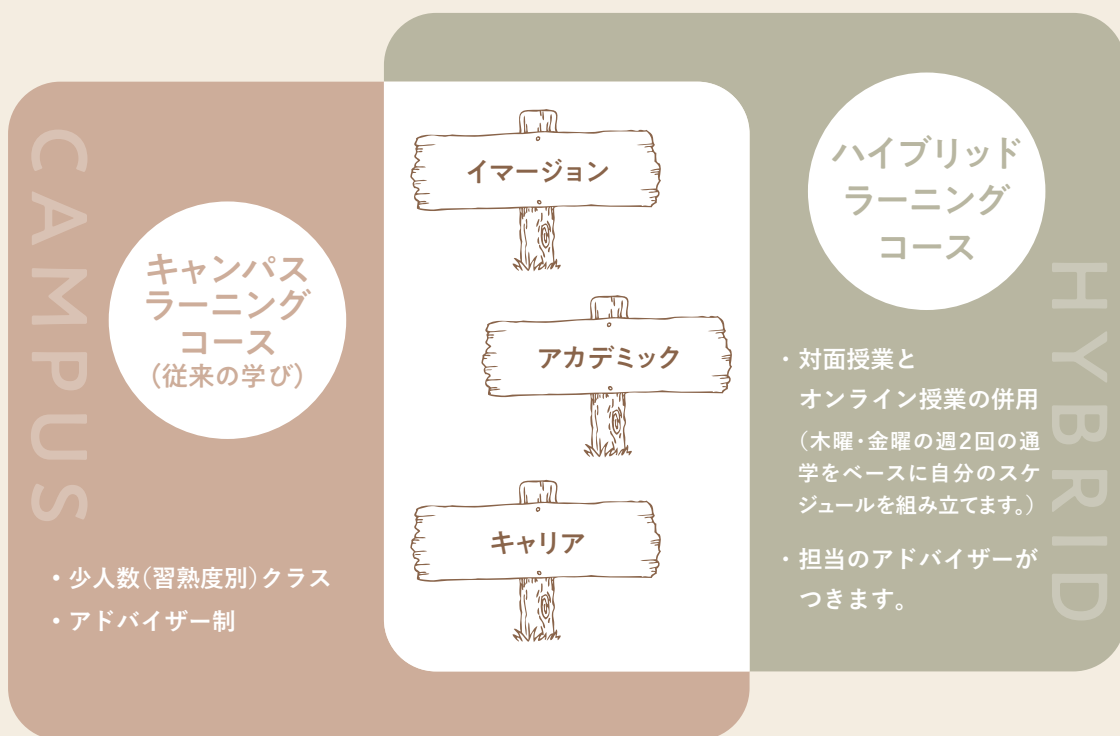 CAMPUS
キャンパス
ラーニング
コース
（従来の学び）
・少人数（習熟度別）クラス
・アドバイザー制
イマージョン
アカデミック
キャリア
ハイブリッド
ラーニング
コース
HYBRID
・対面授業と
オンライン授業の併用
（木曜・金曜の週2回の通
学をベースに自分のスケ
ジュールを組み立てます。）
・担当のアドバイザーが
つきます。